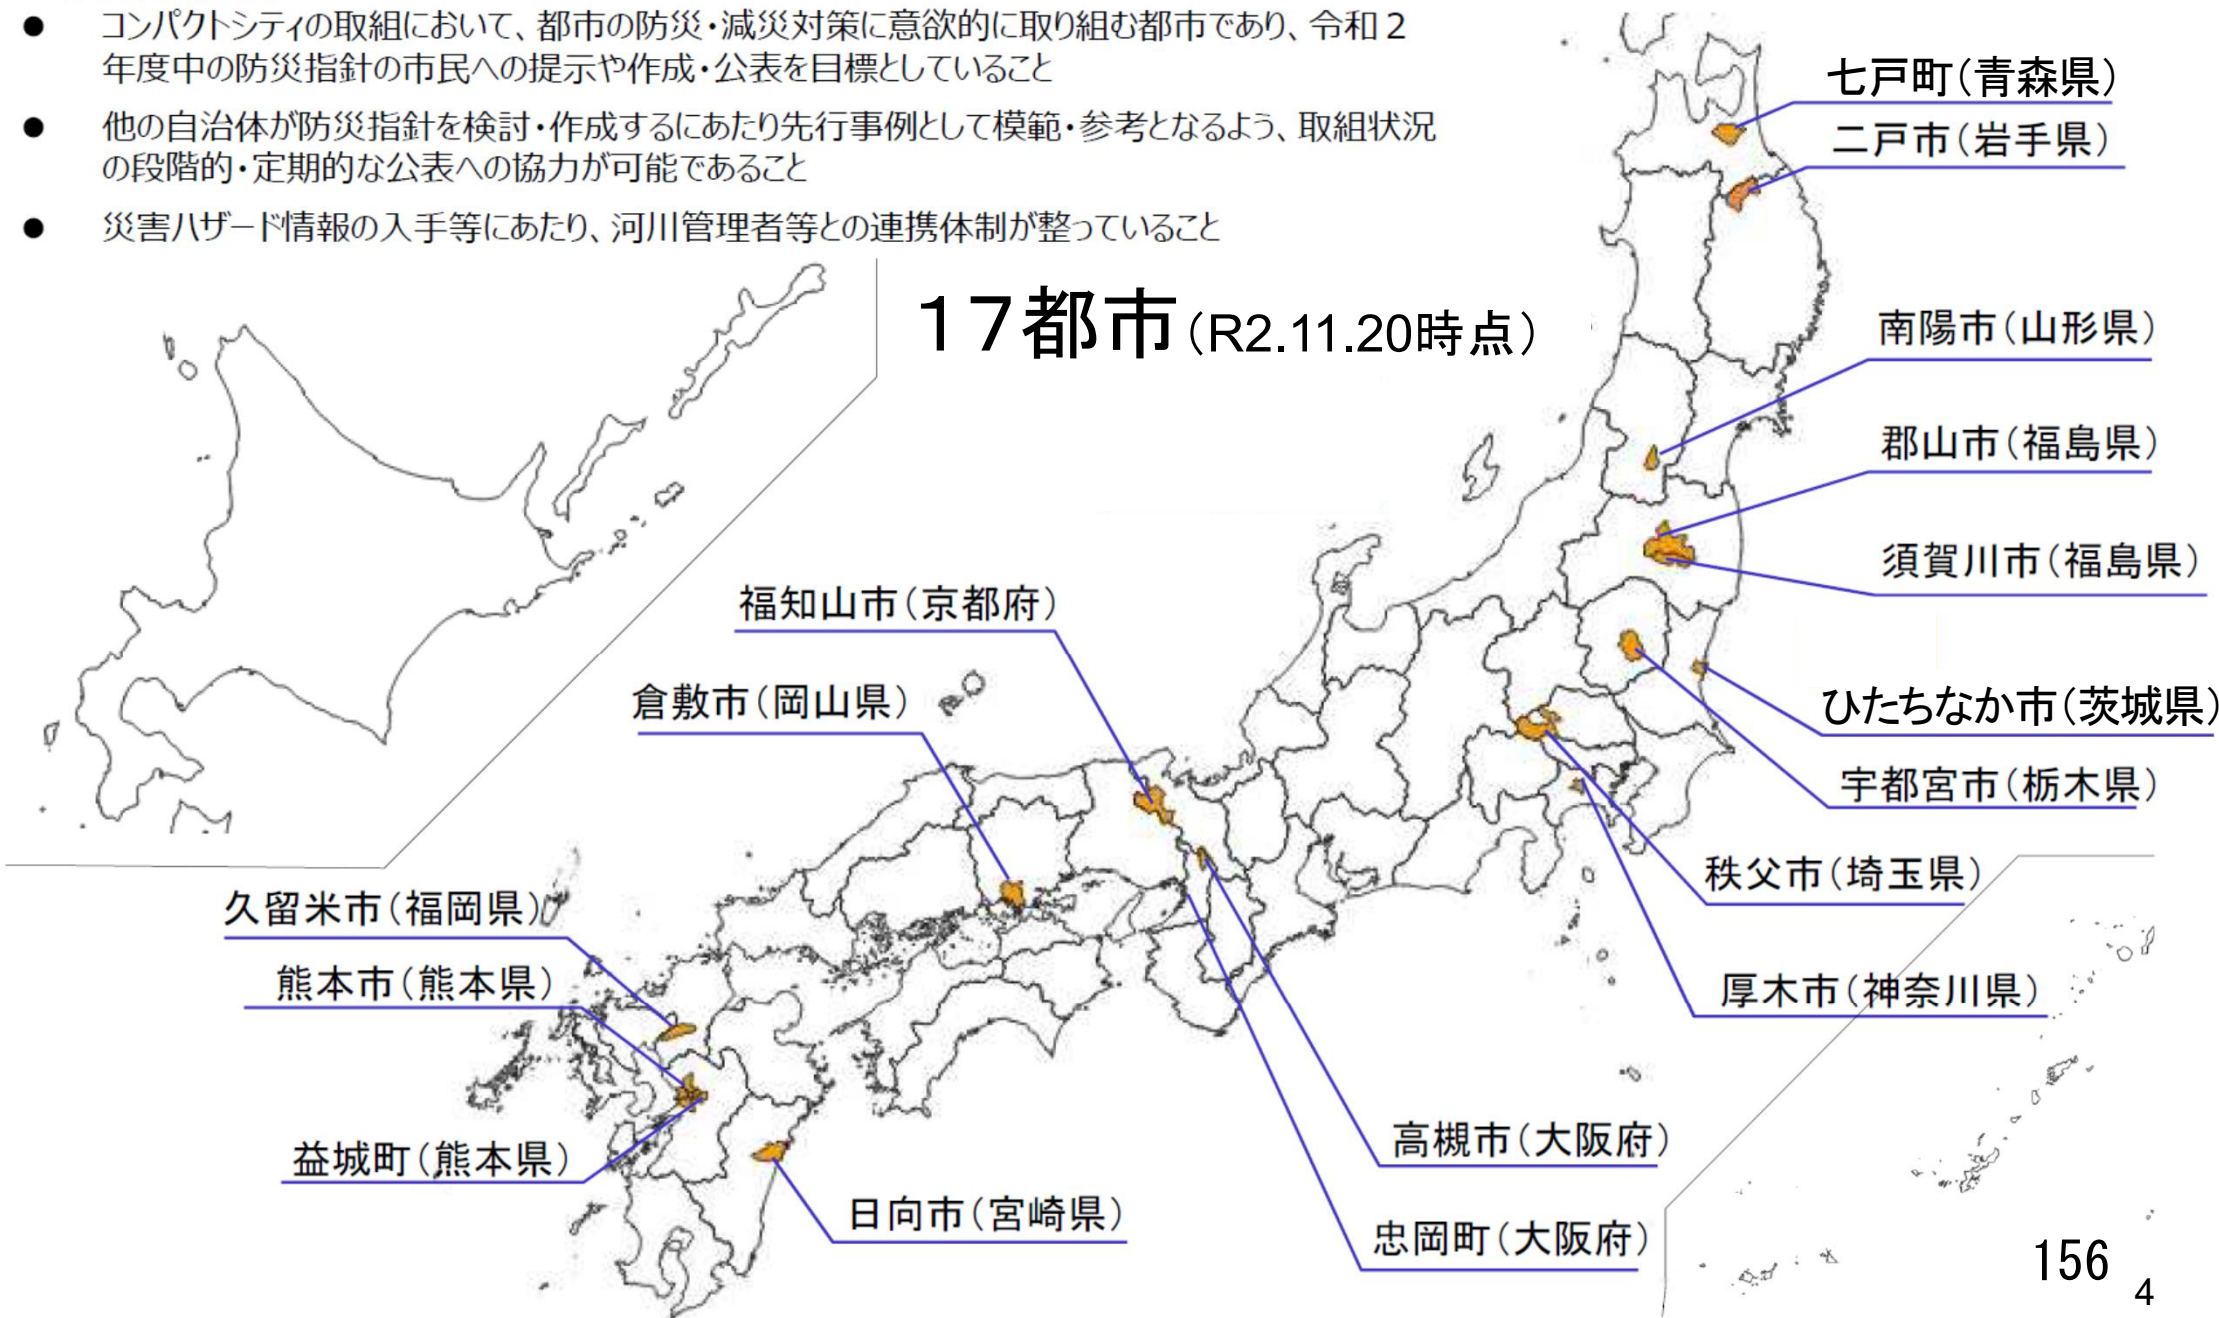 ● コンパクトシティの取組において、都市の防災・減災対策に意欲的に取り組む都市であり、令和２
年度中の防災指針の市民への提示や作成・公表を目標としていること
● 他の自治体が防災指針を検討・作成するにあたり先行事例として模範・参考となるよう、取組状況
の段階的・定期的な公表への協力が可能であること
● 災害ハザード情報の入手等にあたり、河川管理者等との連携体制が整っていること
１７都市（R2.11.20時点）
七戸町（青森県）
二戸市（岩手県）
南陽市（山形県）
郡山市（福島県）
須賀川市（福島県）
ひたちなか市（茨城県）
宇都宮市（栃木県）
秩父市（埼玉県）
厚木市（神奈川県）
福知山市（京都府）
倉敷市（岡山県）
久留米市（福岡県）
熊本市（熊本県）
益城町（熊本県）
日向市（宮崎県）
高槻市（大阪府）
忠岡町（大阪府）
156
4